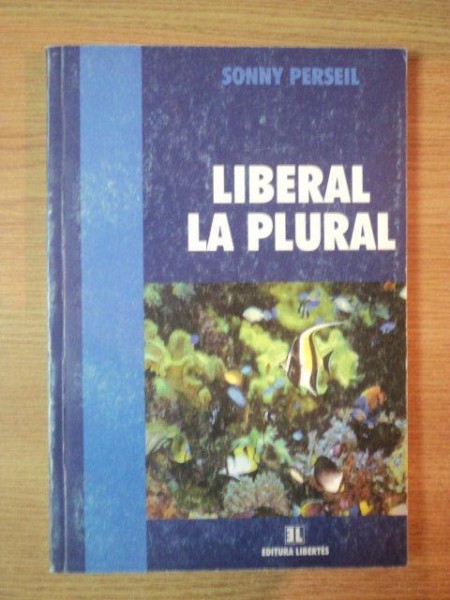 SONNY PERSEIL
LIBERAL
LA PLURAL
EL
EDITURA LIBERTÉS